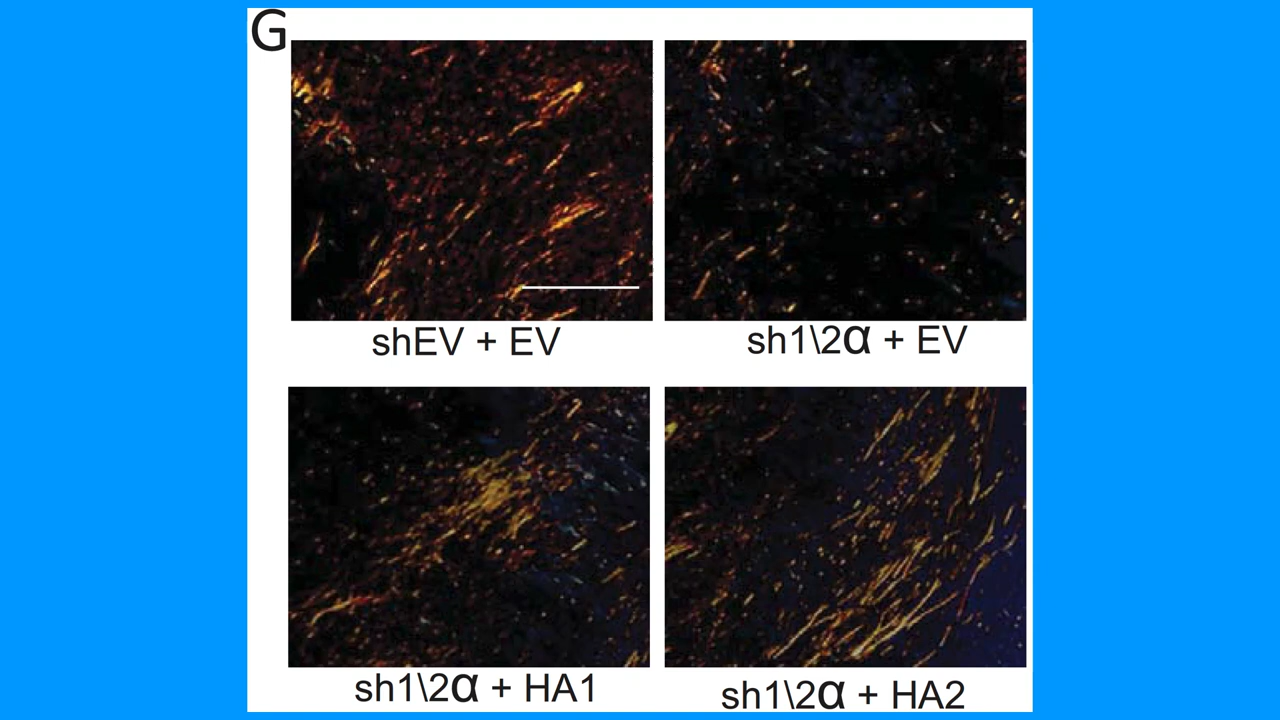 G
shEV + EV
sh1\2α + EV
sh1\2α + HA1
sh1\2α + HA2